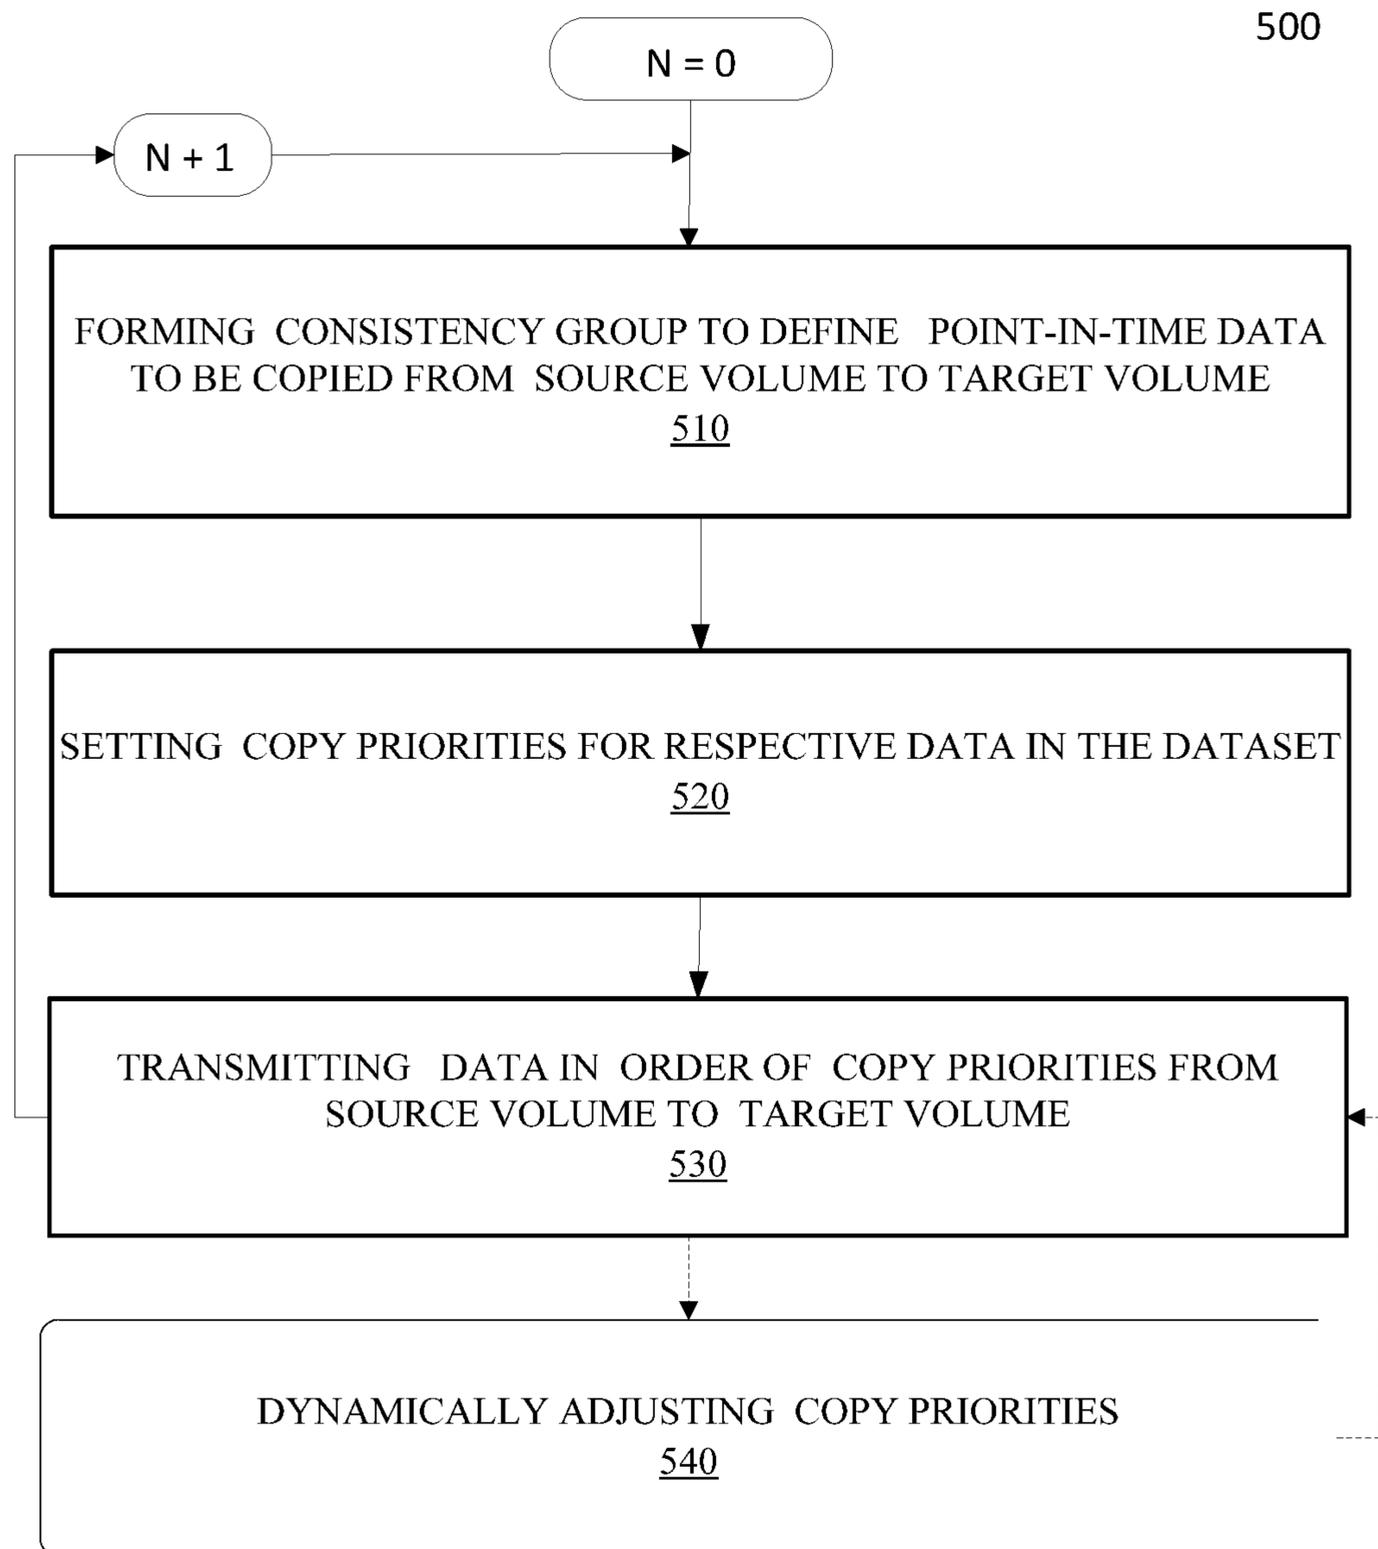 500
N = 0
N + 1
FORMING CONSISTENCY GROUP TO DEFINE POINT-IN-TIME DATA
TO BE COPIED FROM SOURCE VOLUME TO TARGET VOLUME
510
SETTING COPY PRIORITIES FOR RESPECTIVE DATA IN THE DATASET
520
TRANSMITTING DATA IN ORDER OF COPY PRIORITIES FROM
SOURCE VOLUME TO TARGET VOLUME
530
DYNAMICALLY ADJUSTING COPY PRIORITIES
540